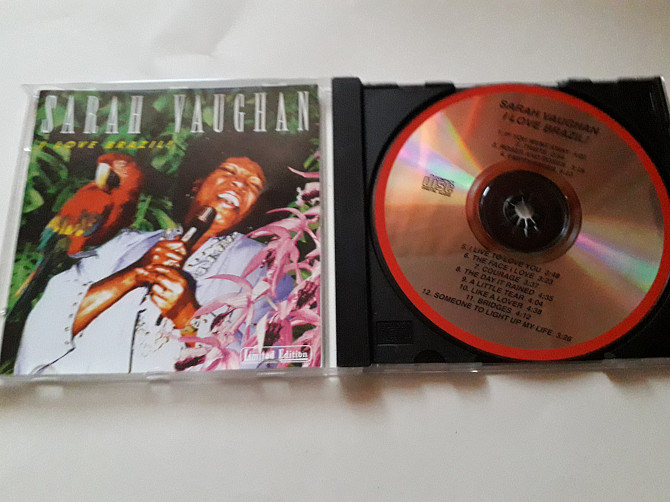 SARAH VAUGHAN
I LOVE BRAZIL!
Limited Edition
SARAH VAUGHAN
I LOVE BRAZIL!
5. I LIVE TO LOVE YOU 3:48
6. THE FACE I LOVE 3:23
7. COURAGE 3:37
8. THE DAY IT RAINED 4:35
9. A LITTLE TEAR 4:04
10. LIKE A LOVER 4:38
11. BRIDGES 4:12
12. SOMEONE TO LIGHT UP MY LIFE 3:28